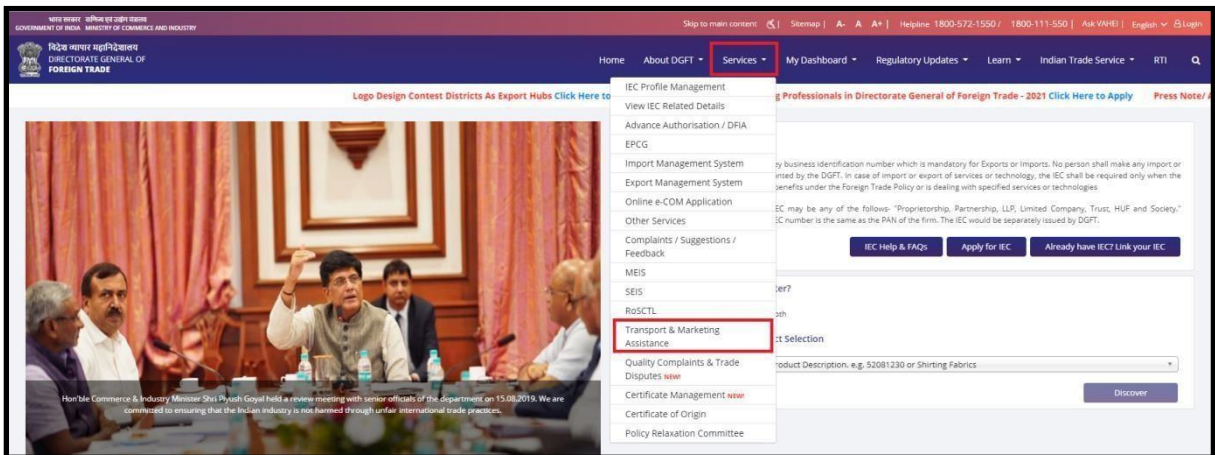 भारत सरकार वाणिज्य एवं उद्योग मंत्रालय
GOVERNMENT OF INDIA MINISTRY OF COMMERCE AND INDUSTRY
Skip to main content | Sitemap | A- A A+ | Helpline 1800-572-1550 / 1800-111-550 | Ask VAHEI | English Login
विदेश व्यापार महानिदेशालय
DIRECTORATE GENERAL OF
FOREIGN TRADE
Home About DGFT Services My Dashboard Regulatory Updates Learn Indian Trade Service RTI
Logo Design Contest Districts As Export Hubs Click Here to
g Professionals in Directorate General of Foreign Trade - 2021 Click Here to Apply Press Note/
IEC Profile Management
View IEC Related Details
Advance Authorisation / DFIA
EPCG
Import Management System
Export Management System
Online e-COM Application
Other Services
Complaints / Suggestions /
Feedback
MEIS
SEIS
RoSCTL
Transport & Marketing
Assistance
Quality Complaints & Trade
Disputes NEW!
Certificate Management NEW!
Certificate of Origin
Policy Relaxation Committee
ey business identification number which is mandatory for Exports or Imports. No person shall make any import or
nted by the DGFT. In case of import or export of services or technology, the IEC shall be required only when the
benefits under the Foreign Trade Policy or is dealing with specified services or technologies
EC may be any of the follows- "Proprietorship, Partnership, LLP, Limited Company, Trust, HUF and Society."
EC number is the same as the PAN of the firm. The IEC would be separately issued by DGFT.
IEC Help & FAQs Apply for IEC Already have IEC? Link your IEC
ter?
oth
ct Selection
roduct Description. e.g. 52081230 or Shirting Fabrics
Discover
Hon'ble Commerce & Industry Minister Shri Piyush Goyal held a review meeting with senior officials of the department on 15.08.2019. We are
committed to ensuring that the Indian industry is not harmed through unfair international trade practices.